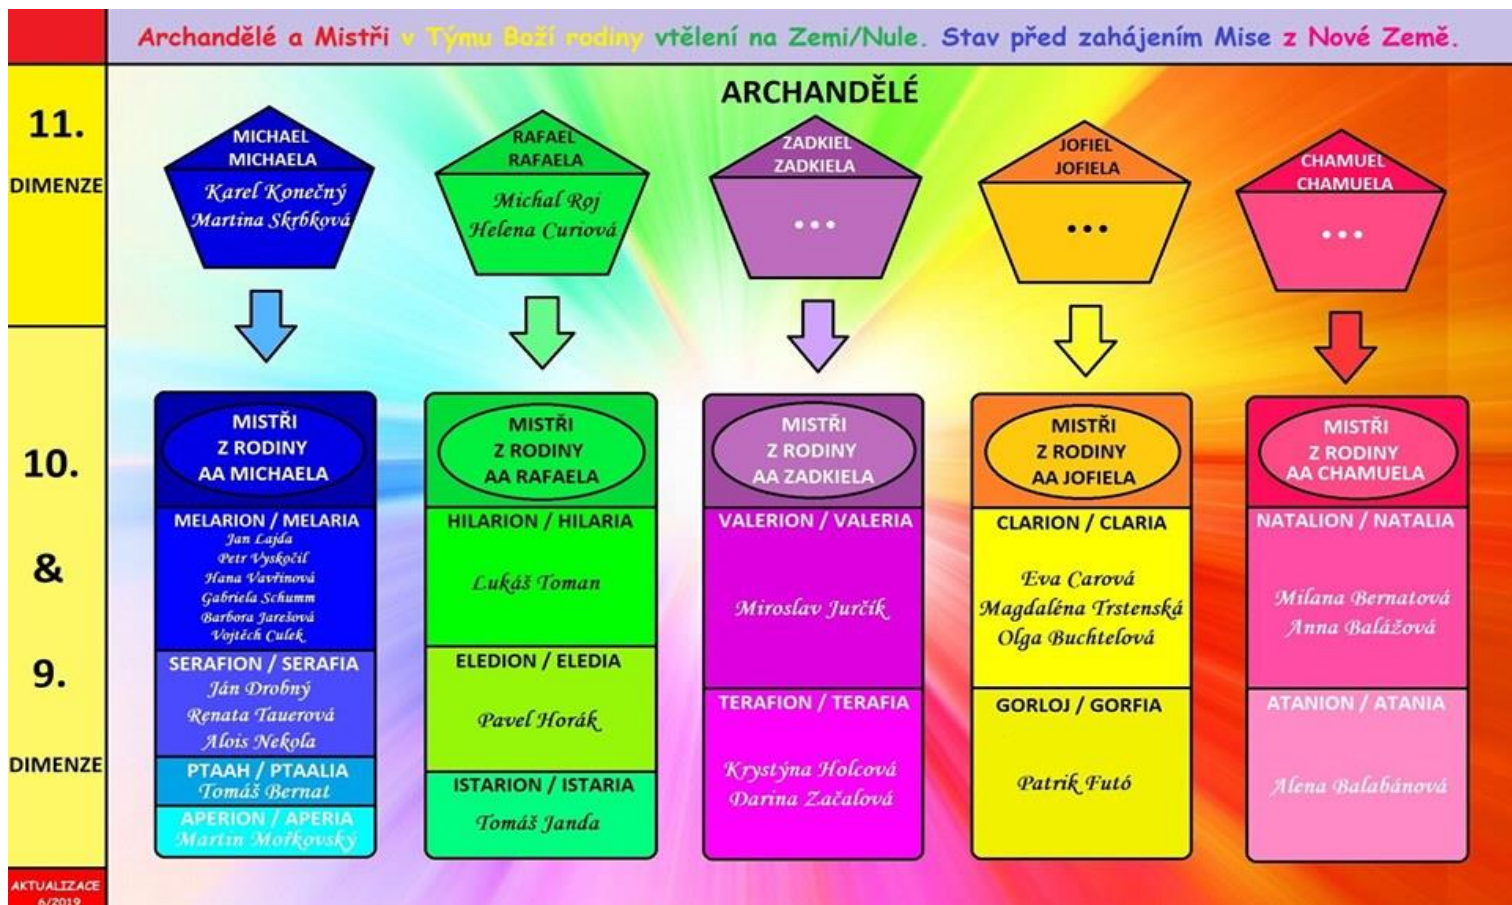 Archandělé a Mistři v Týmu Boží rodiny vtělení na Zemi/Nule. Stav před zahájením Mise z Nové Země.
11.
DIMENZE
ARCHANDĚLÉ
MICHAEL
MICHAELA
Karel Konečný
Martina Skrbková
RAFAEL
RAFAELA
Michal Roj
Helena Curiová
ZADKIEL
ZADKIELA
...
JOFIEL
JOFIELA
...
CHAMUEL
CHAMUELA
...
10.
&
9.
DIMENZE
MISTŘI
Z RODINY
AA MICHAELA
MELARION / MELARIA
Jan Lajda
Petr Vyskočil
Hana Vavřinová
Gabriela Schumm
Barbora Jarešová
Vojtěch Culek
SERAFION / SERAFIA
Ján Drobný
Renata Tauerová
Alois Nekola
PTAAH / PTAALIA
Tomáš Bernat
APERION / APERIA
Martin Mořkovský
MISTŘI
Z RODINY
AA RAFAELA
HILARION / HILARIA
Lukáš Toman
ELEDION / ELEDIA
Pavel Horák
ISTARION / ISTARIA
Tomáš Janda
MISTŘI
Z RODINY
AA ZADKIELA
VALERION / VALERIA
Miroslav Jurčík
TERAFION / TERAFIA
Krystýna Holcová
Darina Začalová
MISTŘI
Z RODINY
AA JOFIELA
CLARION / CLARIA
Eva Carová
Magdaléna Trstenská
Olga Buchtelová
GORLOJ / GORFIA
Patrik Futó
MISTŘI
Z RODINY
AA CHAMUELA
NATALION / NATALIA
Milana Bernatová
Anna Balážová
ATANION / ATANIA
Alena Balabánová
AKTUALIZACE
6/2019